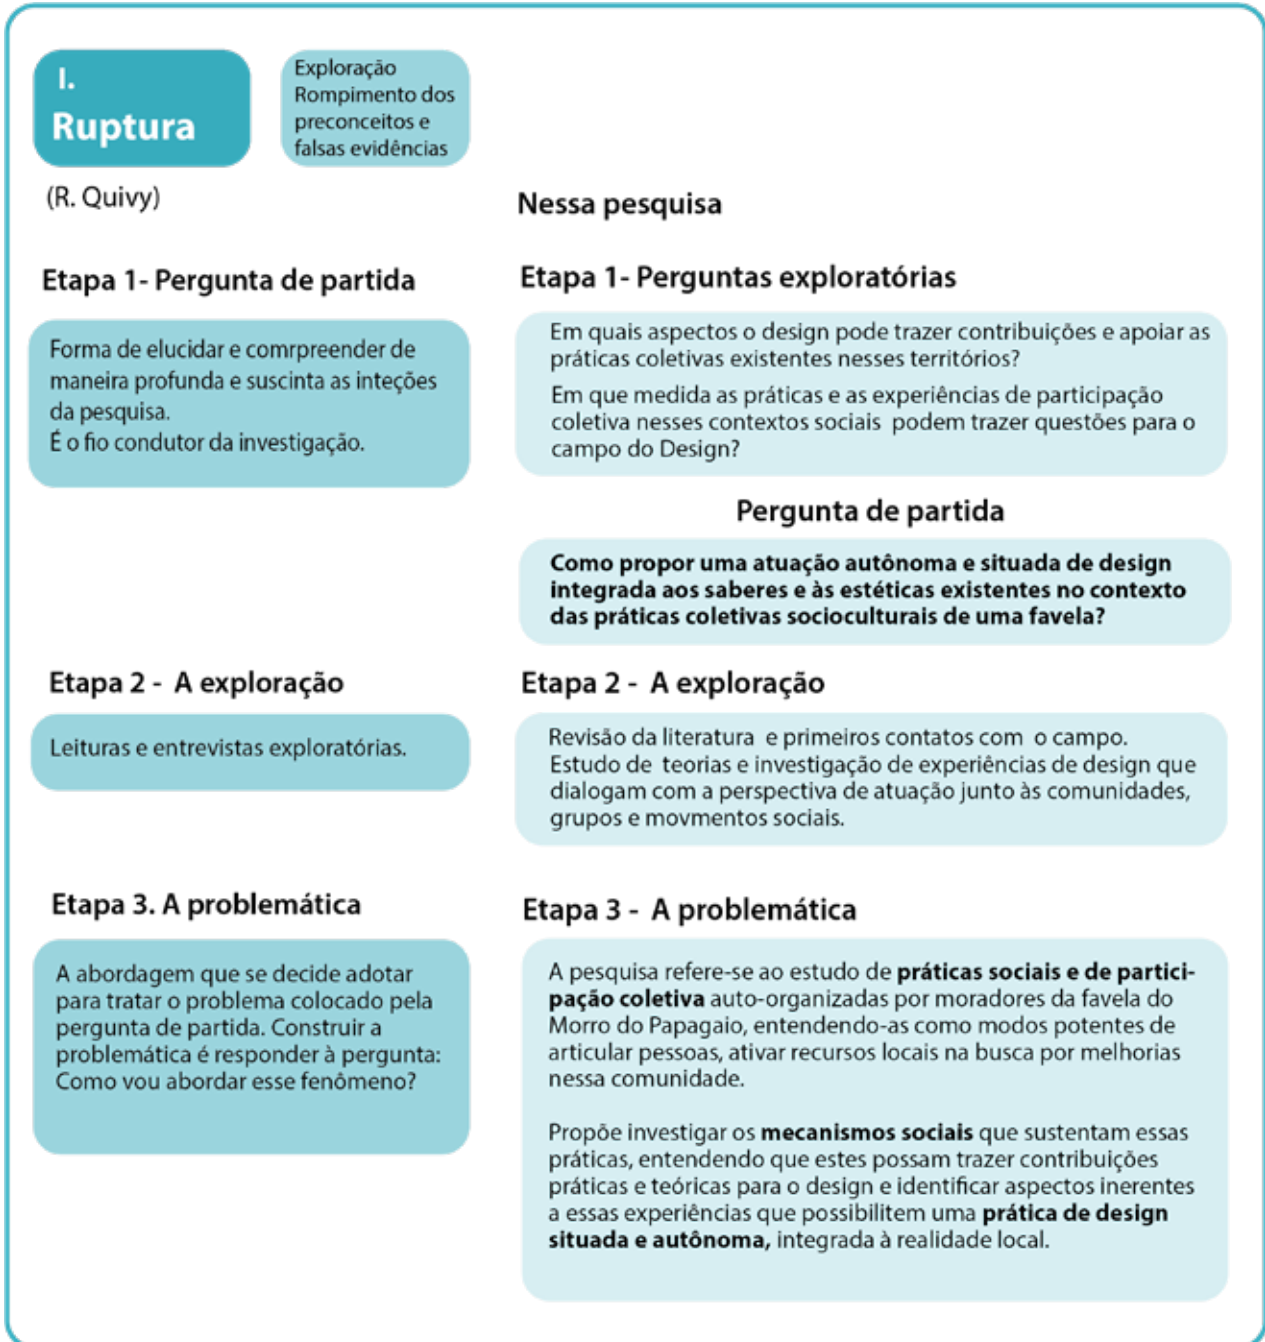 I.
Ruptura
Exploração
Rompimento dos
preconceitos e
falsas evidências
(R. Quivy)
Nessa pesquisa
Etapa 1- Pergunta de partida
Forma de elucidar e comrpreender de
maneira profunda e suscinta as inteções
da pesquisa.
É o fio condutor da investigação.
Etapa 1- Perguntas exploratórias
Em quais aspectos o design pode trazer contribuições e apoiar as
práticas coletivas existentes nesses territórios?
Em que medida as práticas e as experiências de participação
coletiva nesses contextos sociais podem trazer questões para o
campo do Design?
Pergunta de partida
Como propor uma atuação autônoma e situada de design
integrada aos saberes e às estéticas existentes no contexto
das práticas coletivas socioculturais de uma favela?
Etapa 2 - A exploração
Leituras e entrevistas exploratórias.
Etapa 2 - A exploração
Revisão da literatura e primeiros contatos com o campo.
Estudo de teorias e investigação de experiências de design que
dialogam com a perspectiva de atuação junto às comunidades,
grupos e movmentos sociais.
Etapa 3. A problemática
A abordagem que se decide adotar
para tratar o problema colocado pela
pergunta de partida. Construir a
problemática é responder à pergunta:
Como vou abordar esse fenômeno?
Etapa 3 - A problemática
A pesquisa refere-se ao estudo de práticas sociais e de partici-
pação coletiva auto-organizadas por moradores da favela do
Morro do Papagaio, entendendo-as como modos potentes de
articular pessoas, ativar recursos locais na busca por melhorias
nessa comunidade.
Propõe investigar os mecanismos sociais que sustentam essas
práticas, entendendo que estes possam trazer contribuições
práticas e teóricas para o design e identificar aspectos inerentes
a essas experiências que possibilitem uma prática de design
situada e autônoma, integrada à realidade local.